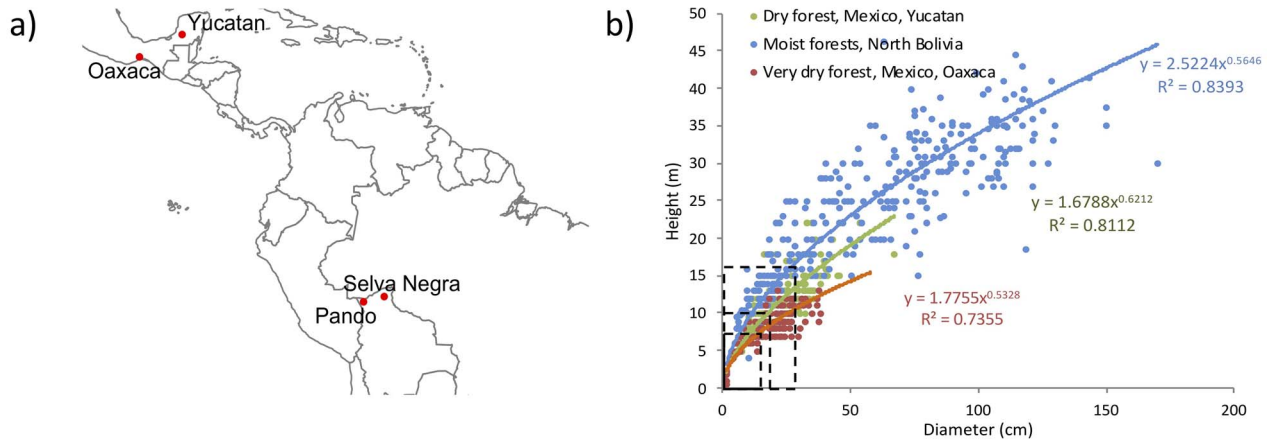 a)
Yucatan
Oaxaca
Selva Negra
Pando
b)
Dry forest, Mexico, Yucatan
Moist forests, North Bolivia
Very dry forest, Mexico, Oaxaca
y = 2.5224x^0.5646
R² = 0.8393
y = 1.6788x^0.6212
R² = 0.8112
y = 1.7755x^0.5328
R² = 0.7355
Height (m)
50
45
40
35
30
25
20
15
10
5
0
0 50 100 150 200
Diameter (cm)